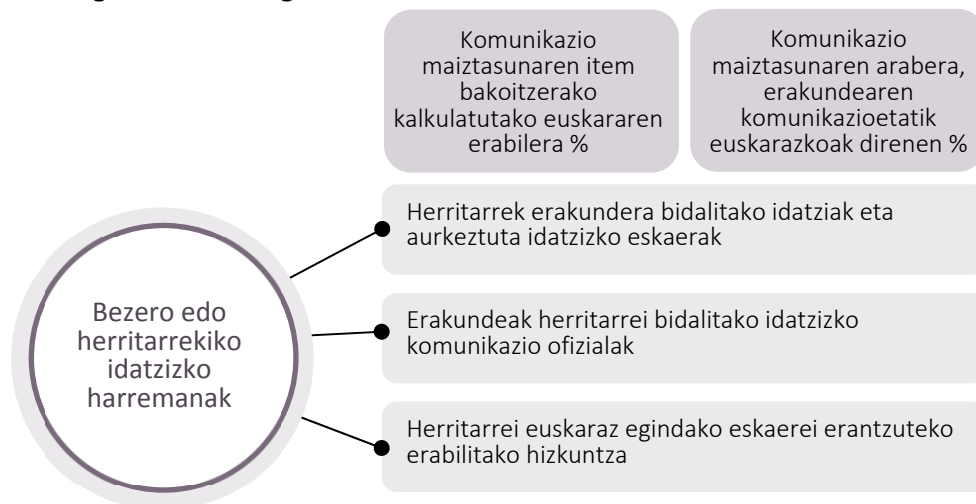 Komunikazio
maiztasunaren item
bakoitzerako
kalkulatutako euskararen
erabilera %
Komunikazio
maiztasunaren arabera,
erakundearen
komunikazioetatik
euskarazkoak direnen %
Herritarrek erakundera bidalitako idatziak eta
aurkeztuta idatzizko eskaerak
Bezero edo
herritarrekiko
idatzizko
harremanak
Erakundeak herritarrei bidalitako idatzizko
komunikazio ofizialak
Herritarrei euskaraz egindako eskaerei erantzuteko
erabilitako hizkuntza